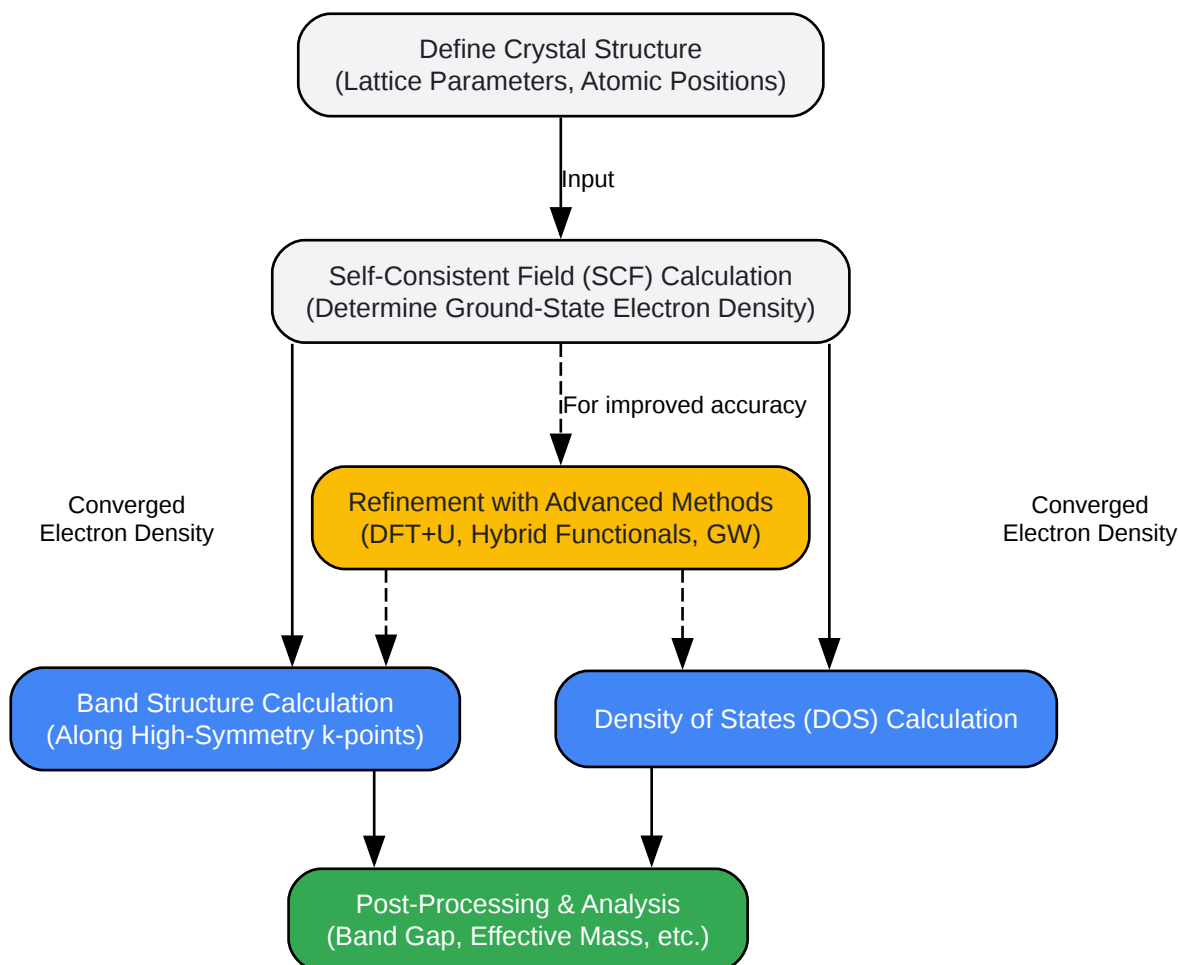 Define Crystal Structure
(Lattice Parameters, Atomic Positions)
Input
Self-Consistent Field (SCF) Calculation
(Determine Ground-State Electron Density)
For improved accuracy
Refinement with Advanced Methods
(DFT+U, Hybrid Functionals, GW)
Converged
Electron Density
Converged
Electron Density
Band Structure Calculation
(Along High-Symmetry k-points)
Density of States (DOS) Calculation
Post-Processing & Analysis
(Band Gap, Effective Mass, etc.)